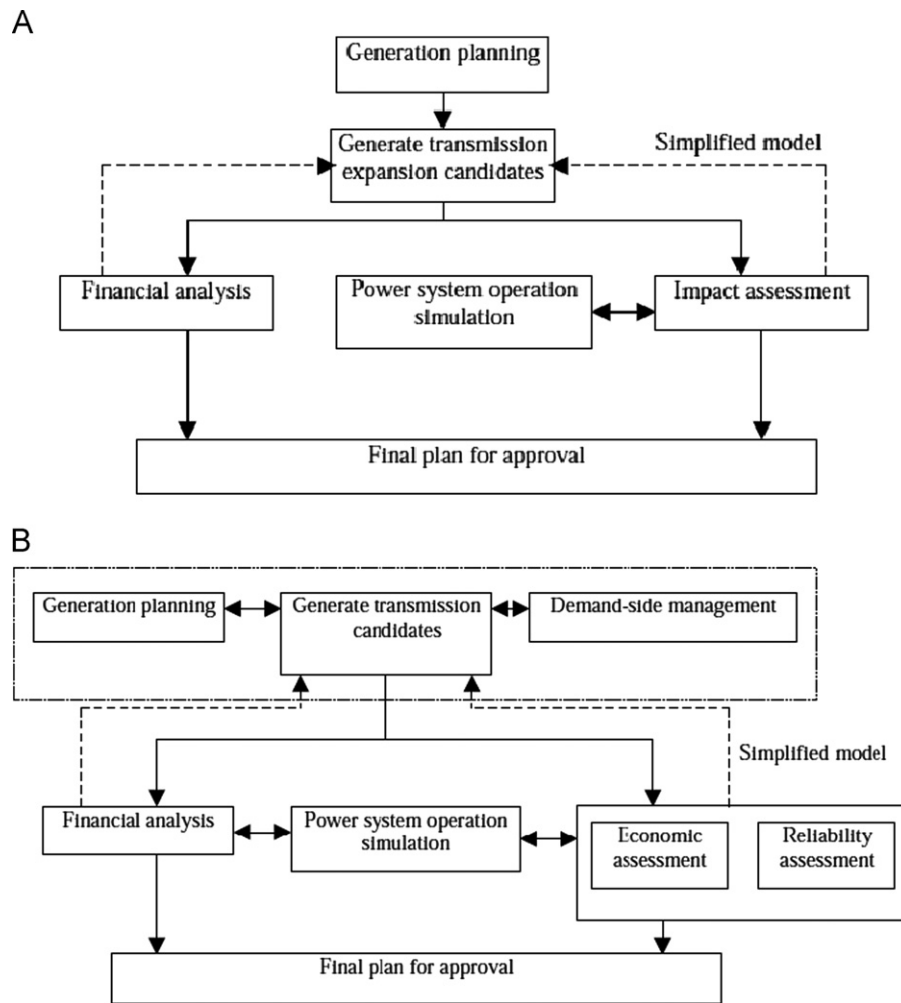 A
Generation planning
Generate transmission
expansion candidates
Simplified model
Financial analysis
Power system operation
simulation
Impact assessment
Final plan for approval
B
Generation planning
Generate transmission
candidates
Demand-side management
Simplified model
Financial analysis
Power system operation
simulation
Economic
assessment
Reliability
assessment
Final plan for approval